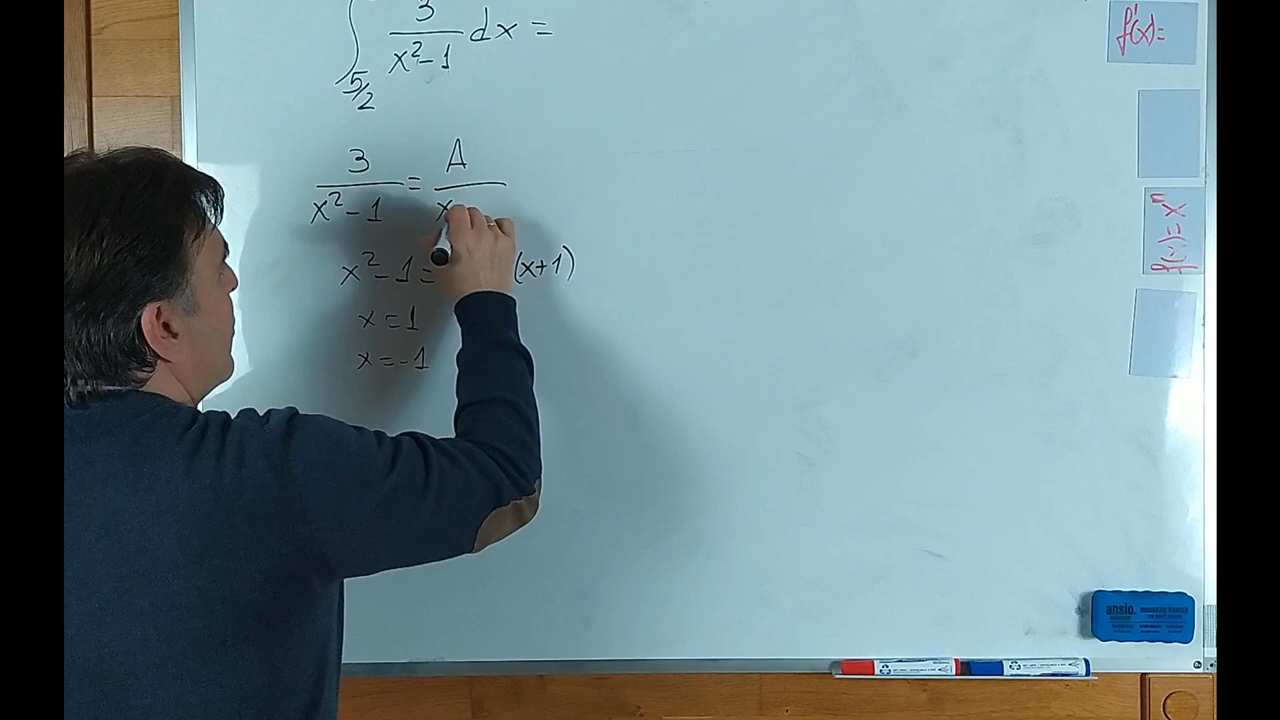 ∫ 3/(x²-1) dx =
5/2
3/(x²-1) = A/x
x²-1= (x+1)
x=1
x=-1
f'(x)=
f(x)=xⁿ
ansio